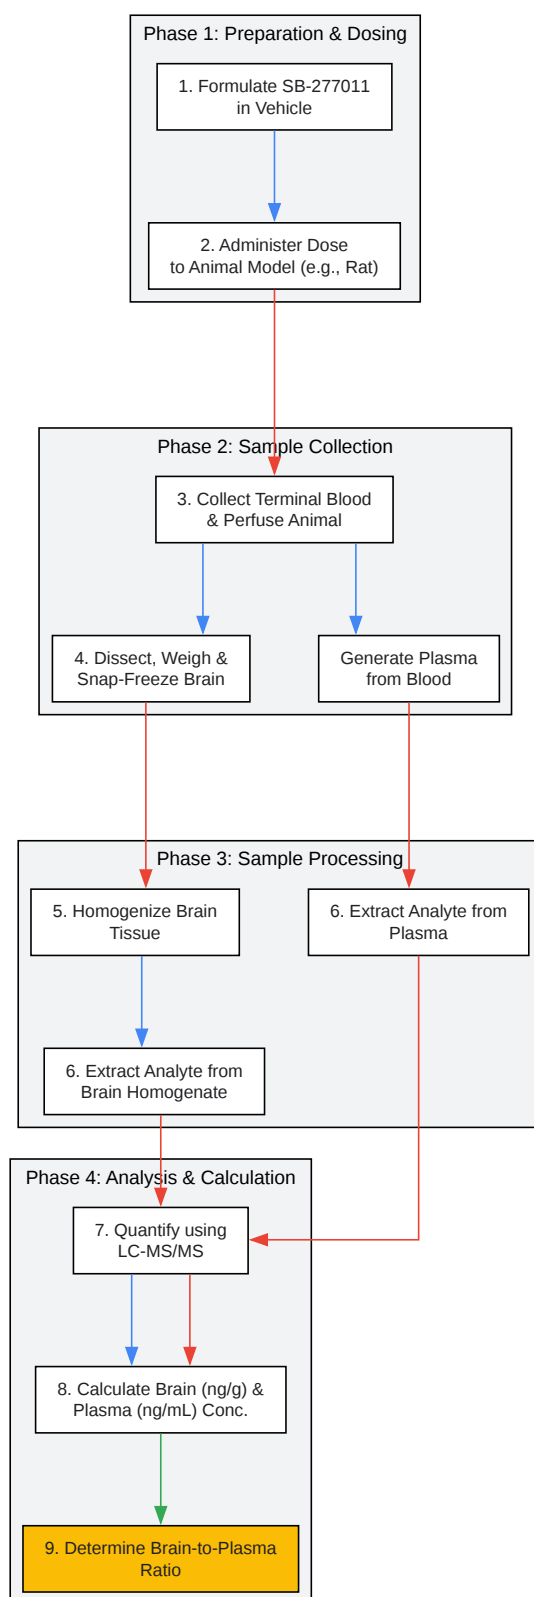 Phase 1: Preparation & Dosing
1. Formulate SB-277011
in Vehicle
2. Administer Dose
to Animal Model (e.g., Rat)
Phase 2: Sample Collection
3. Collect Terminal Blood
& Perfuse Animal
4. Dissect, Weigh &
Snap-Freeze Brain
Generate Plasma
from Blood
Phase 3: Sample Processing
5. Homogenize Brain
Tissue
6. Extract Analyte from
Plasma
6. Extract Analyte from
Brain Homogenate
Phase 4: Analysis & Calculation
7. Quantify using
LC-MS/MS
8. Calculate Brain (ng/g) &
Plasma (ng/mL) Conc.
9. Determine Brain-to-Plasma
Ratio